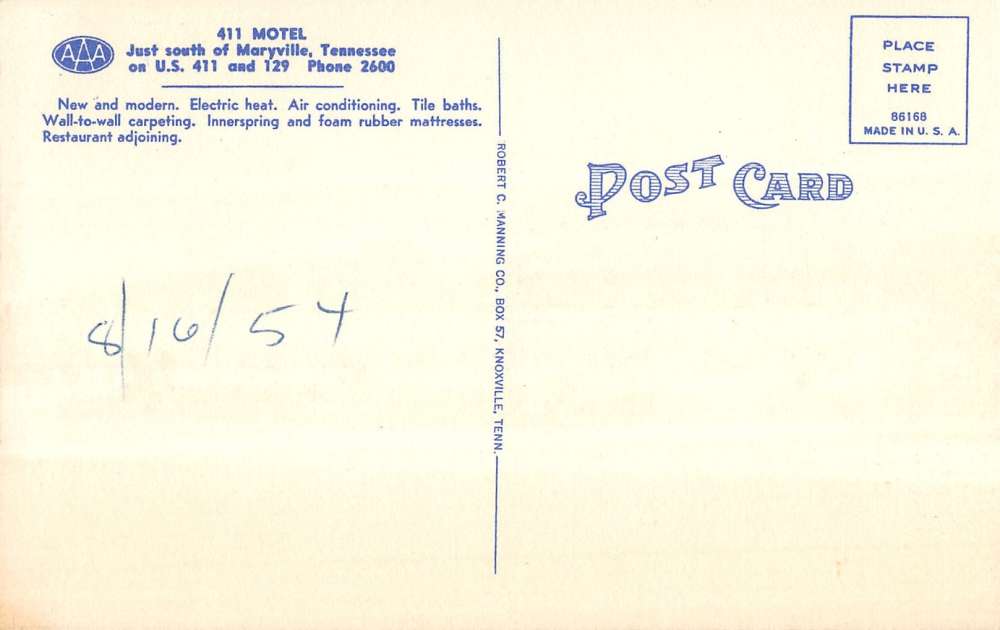 AAA
411 MOTEL
Just south of Maryville, Tennessee
on U.S. 411 and 129 Phone 2600
New and modern. Electric heat. Air conditioning. Tile baths.
Wall-to-wall carpeting. Innerspring and foam rubber mattresses.
Restaurant adjoining.
8/16/54
ROBERT C. MANNING CO., BOX 57, KNOXVILLE, TENN.
POST CARD
PLACE
STAMP
HERE
86168
MADE IN U. S. A.